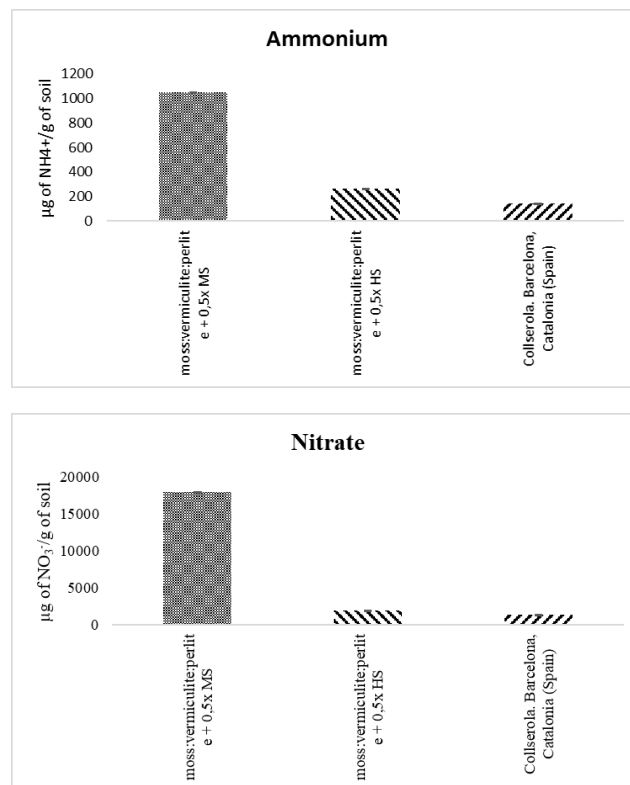 Ammonium
µg of NH4+/g of soil
1200
1000
800
600
400
200
0
moss:vermiculite:perlit
e + 0,5x MS
moss:vermiculite:perlit
e + 0,5x HS
Collserola. Barcelona,
Catalonia (Spain)
Nitrate
µg of NO₃⁻/g of soil
20000
15000
10000
5000
0
moss:vermiculite:perlit
e + 0,5x MS
moss:vermiculite:perlit
e + 0,5x HS
Collserola. Barcelona,
Catalonia (Spain)